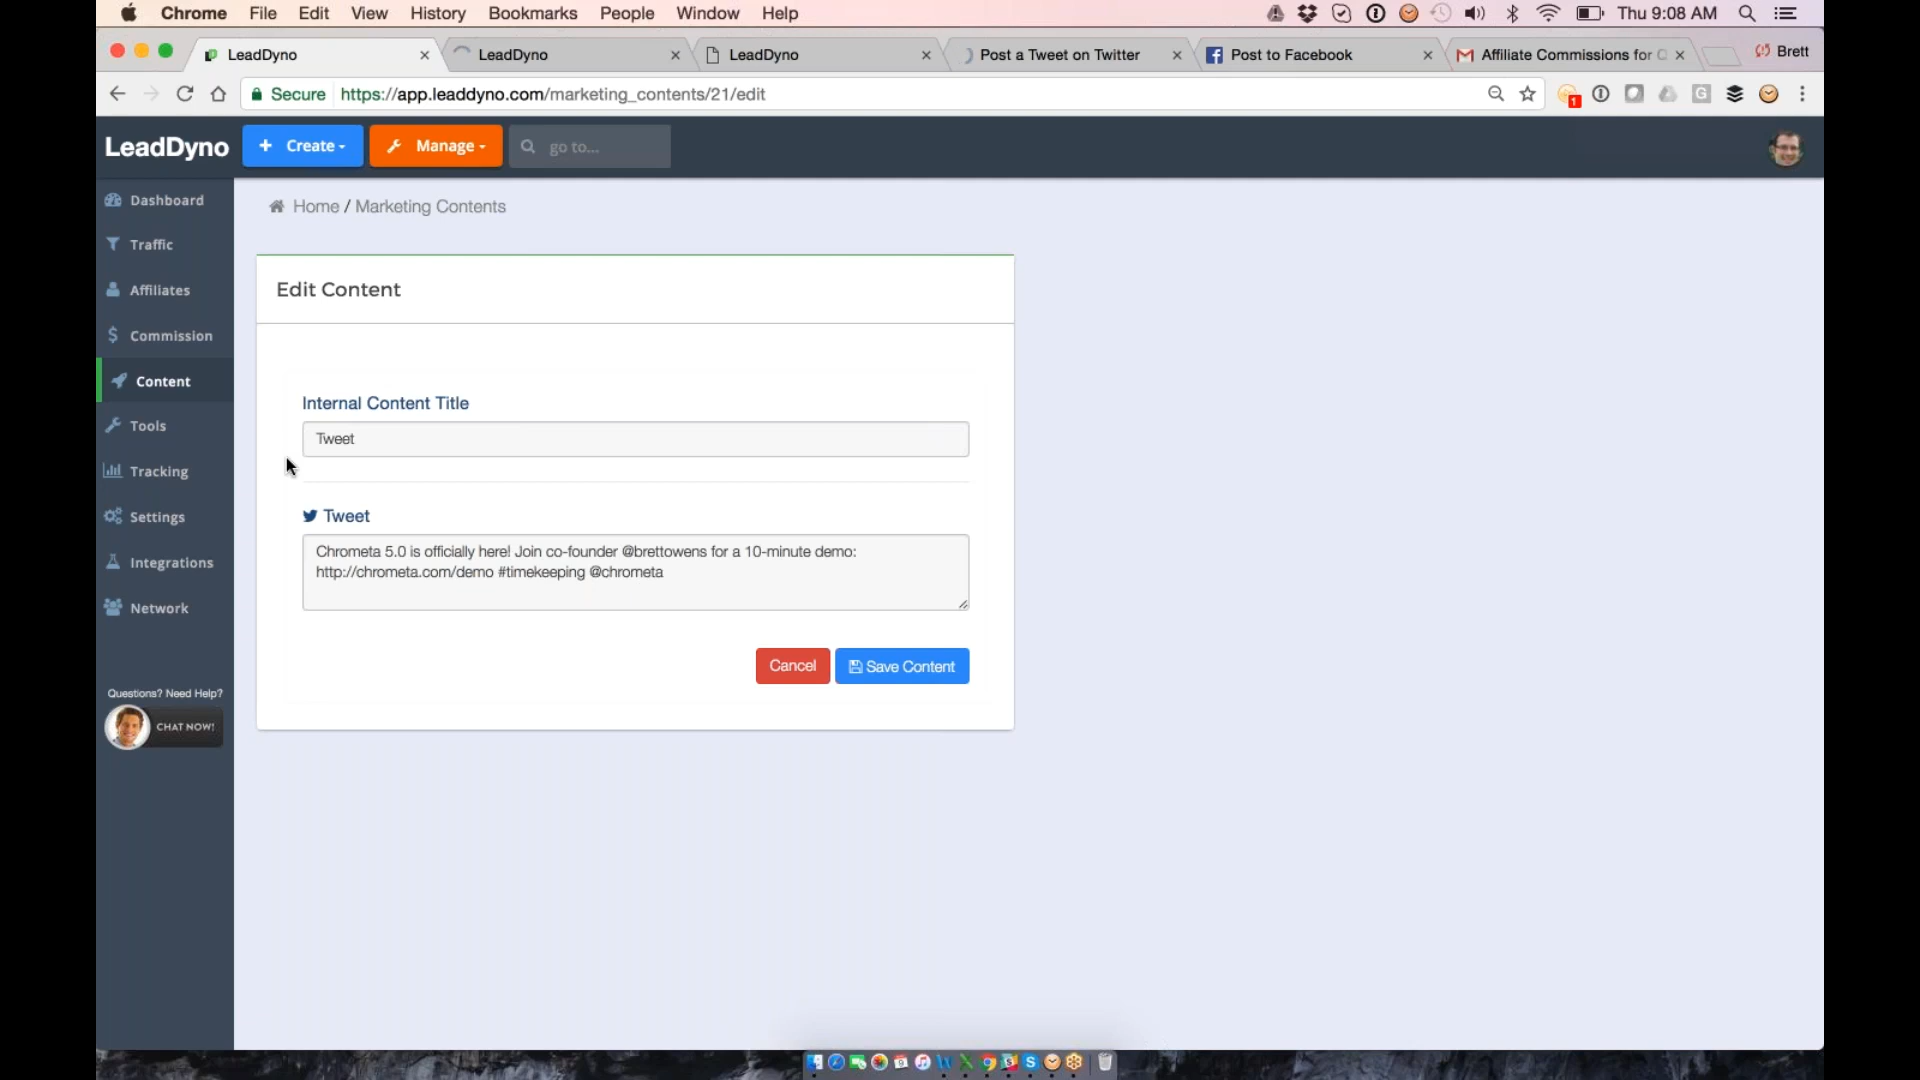 Chrome File Edit View History Bookmarks People Window Help Thu 9:08 AM
LeadDyno LeadDyno LeadDyno Post a Tweet on Twitter Post to Facebook Affiliate Commissions for Brett
Secure https://app.leaddyno.com/marketing_contents/21/edit
1
LeadDyno + Create Manage go to...
Dashboard
Home / Marketing Contents
Traffic
Affiliates
Edit Content
Commission
Content
Internal Content Title
Tools
Tweet
Tracking
Settings
Tweet
Integrations
Chrometa 5.0 is officially here! Join co-founder @brettowens for a 10-minute demo:
http://chrometa.com/demo #timekeeping @chrometa
Network
Cancel Save Content
Questions? Need Help?
CHAT NOW!